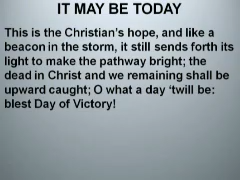 IT MAY BE TODAY
This is the Christian's hope, and like a
beacon in the storm, it still sends forth its
light to make the pathway bright; the
dead in Christ and we remaining shall be
upward caught; O what a day ‘twill be:
blest Day of Victory!